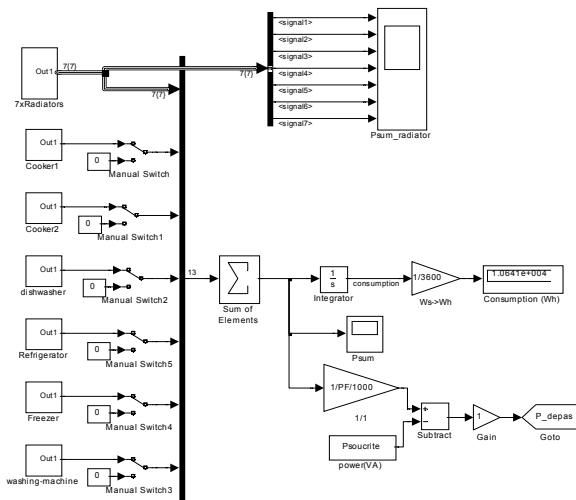 Out1
7(7)
7xRadiators
7(7)
7(7)
<signal1>
<signal2>
<signal3>
<signal4>
<signal5>
<signal6>
<signal7>
Psum_radiator
Out1
Cooker1
0
Manual Switch
Out1
Cooker2
0
Manual Switch1
Out1
dishwasher
0
Manual Switch2
Out1
Refrigerator
0
Manual Switch5
Out1
Freezer
0
Manual Switch4
Out1
washing-machine
0
Manual Switch3
13
Sum of
Elements
1
s
Integrator
consumption
1/3600
Ws->Wh
1.0641e+004
Consumption (Wh)
Psum
1/PF/1000
1/1
Psoucrite
power(VA)
+
−
Subtract
1
Gain
P_depas
Goto